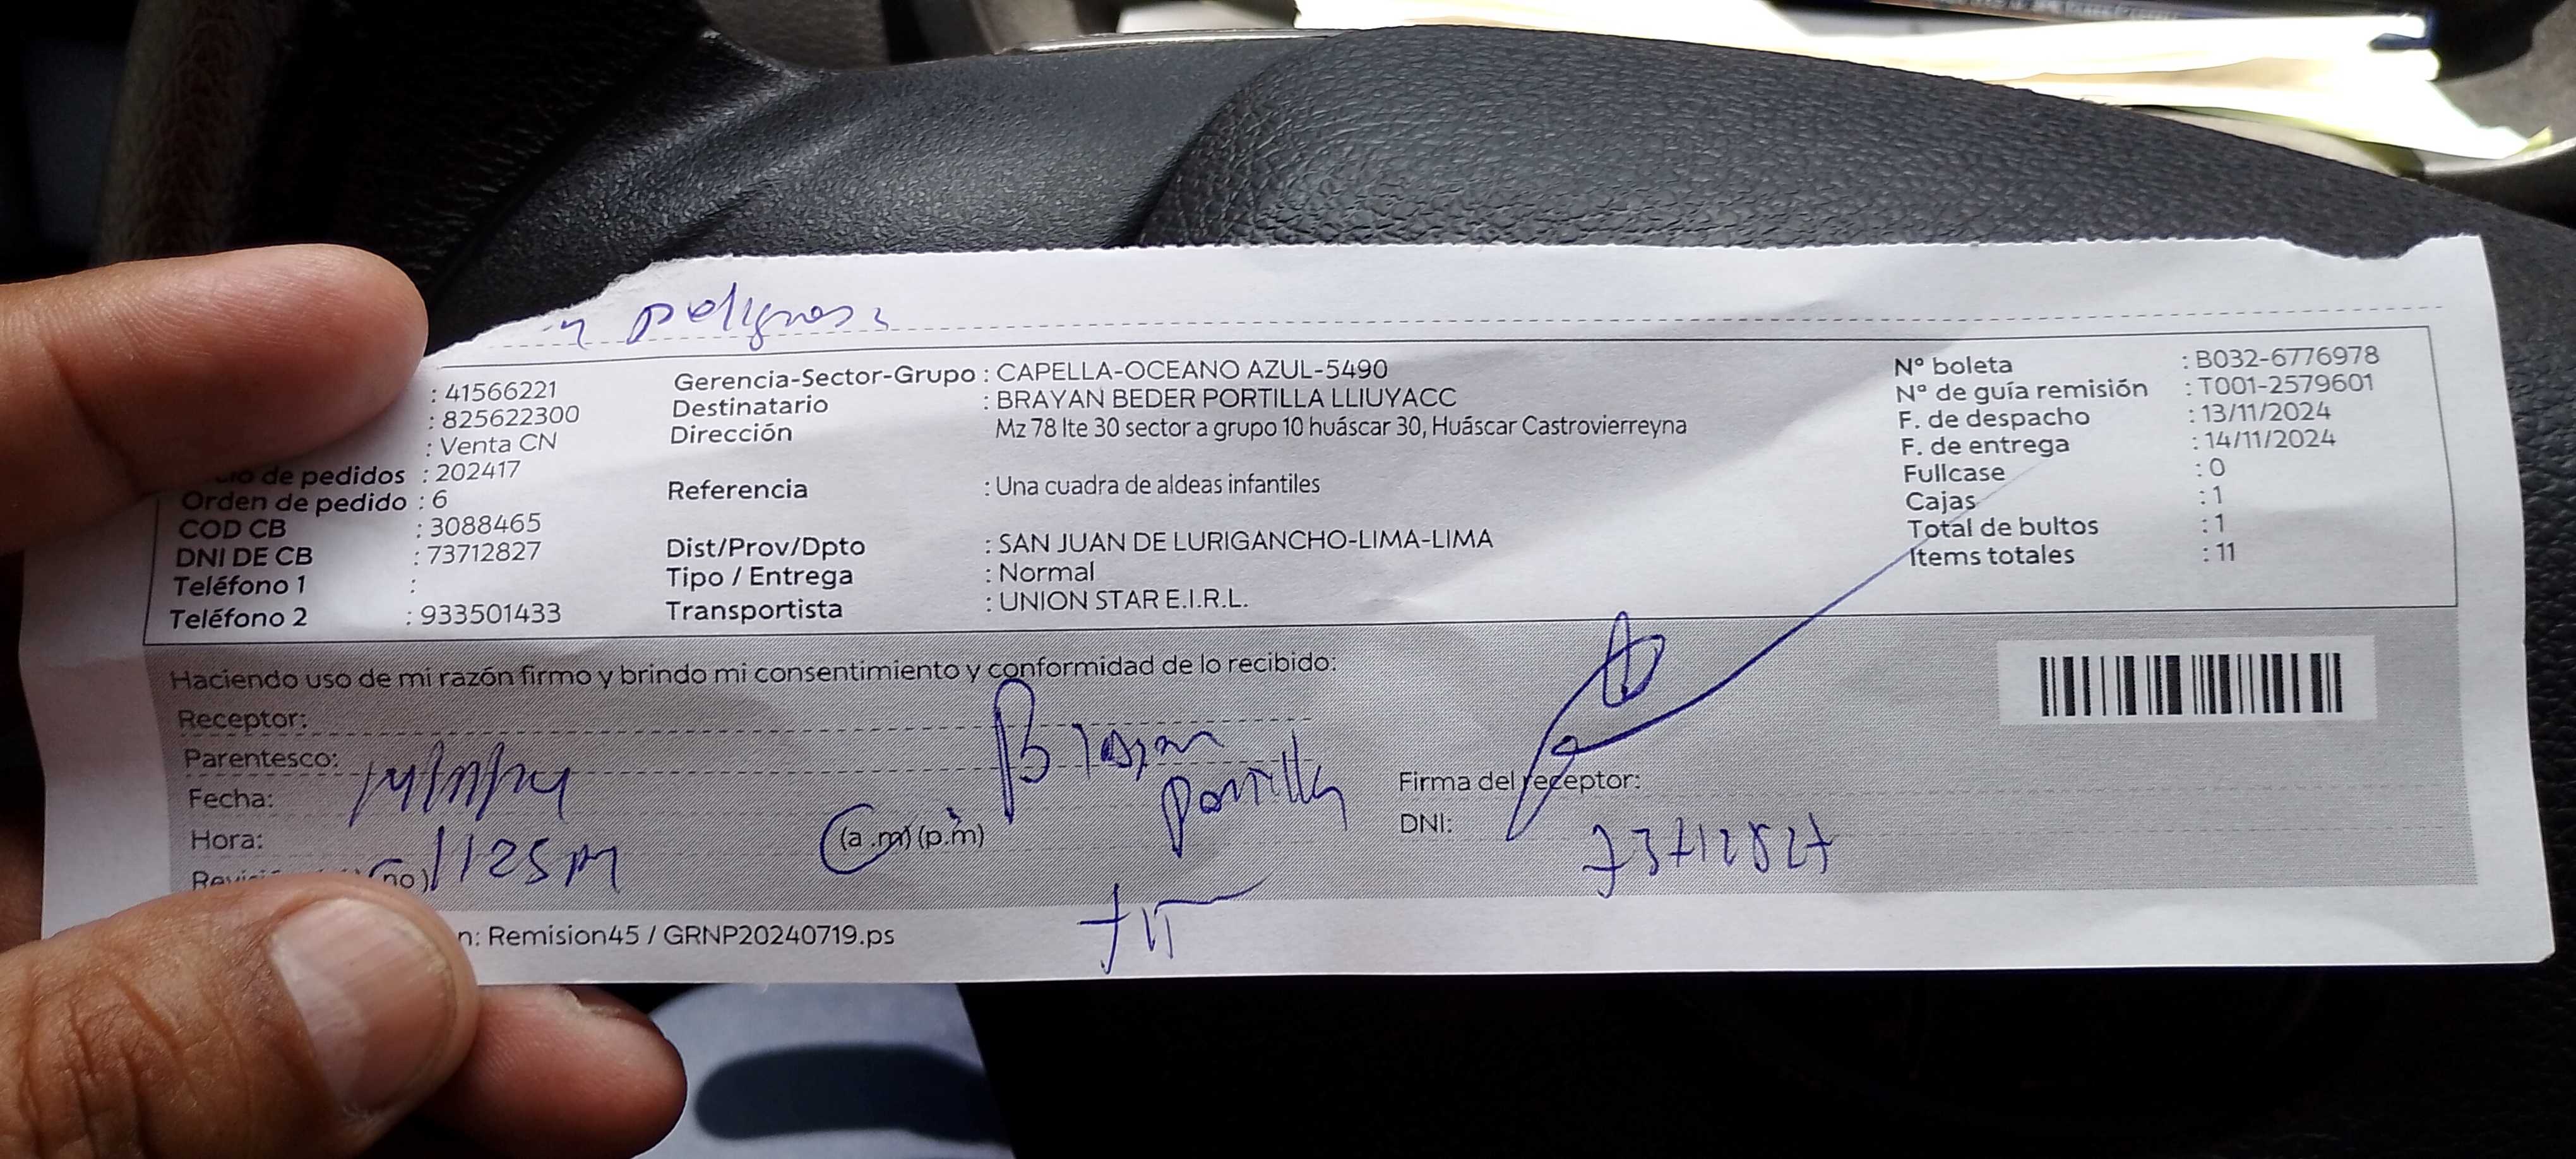 : 41566221
: 825622300
: Venta CN
de pedidos : 202417
Orden de pedido : 6
COD CB : 3088465
DNI DE CB : 73712827
Teléfono 1 :
Teléfono 2 : 933501433
Gerencia-Sector-Grupo : CAPELLA-OCEANO AZUL-5490
Destinatario : BRAYAN BEDER PORTILLA LLIUYACC
Dirección Mz 78 lte 30 sector a grupo 10 huáscar 30, Huáscar Castrovierreyna
Referencia : Una cuadra de aldeas infantiles
Dist/Prov/Dpto : SAN JUAN DE LURIGANCHO-LIMA-LIMA
Tipo / Entrega : Normal
Transportista : UNION STAR E.I.R.L.
Nº boleta : B032-6776978
Nº de guía remisión : T001-2579601
F. de despacho : 13/11/2024
F. de entrega : 14/11/2024
Fullcase : 0
Cajas : 1
Total de bultos : 1
Items totales : 11
Haciendo uso de mi razón firmo y brindo mi consentimiento y conformidad de lo recibido:
Receptor:
Parentesco:
Fecha: 14/11/24
Hora: (a .m) (p.m)
(no)
Brayan
Portilla
Firma del receptor:
DNI: 73712827
n: Remision45 / GRNP20240719.ps